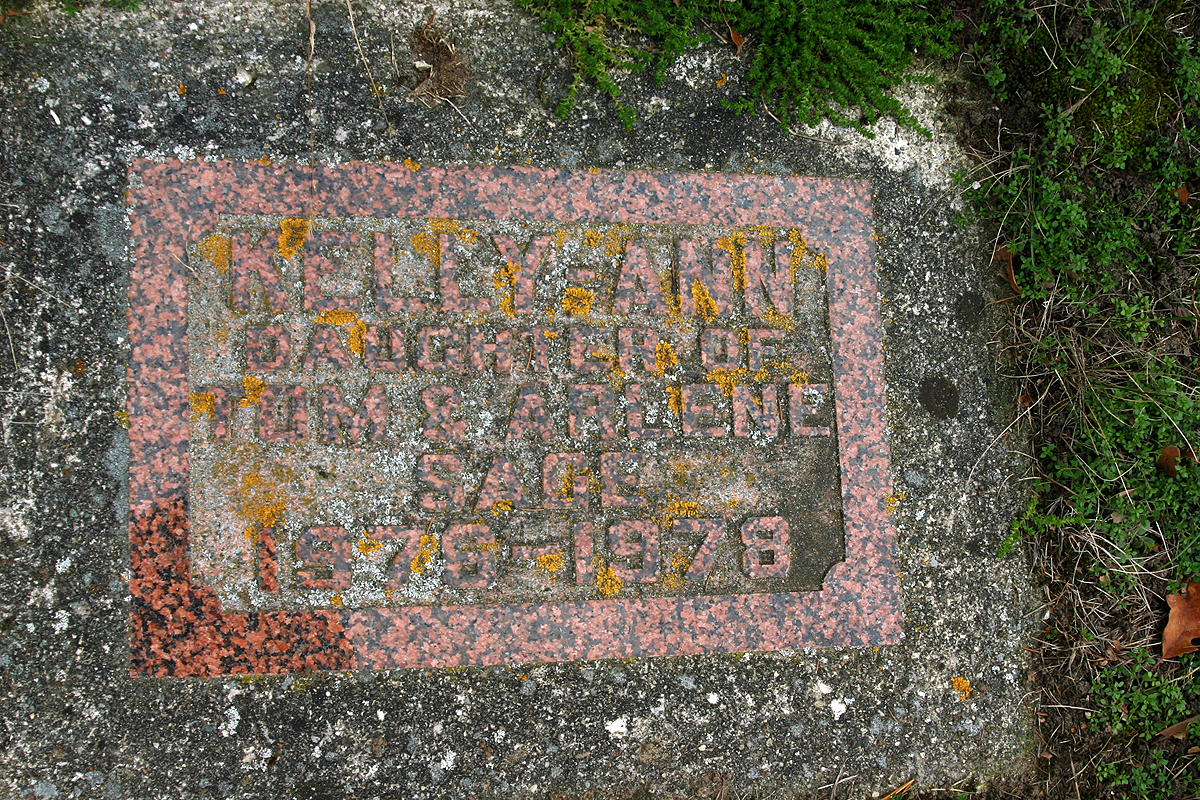 KELLY-ANN
DAUGHTER OF
TOM & ARLENE
SAGE
1976-1978